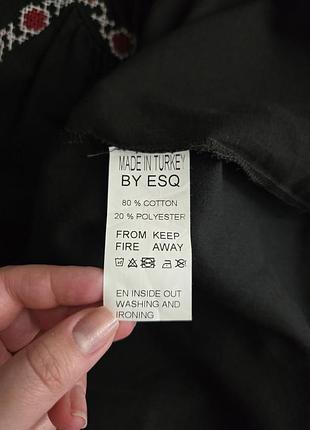 MADE IN TURKEY
BY ESQ
80 % COTTON
20 % POLYESTER
FROM KEEP
FIRE AWAY
EN INSIDE OUT
WASHING AND
IRONING